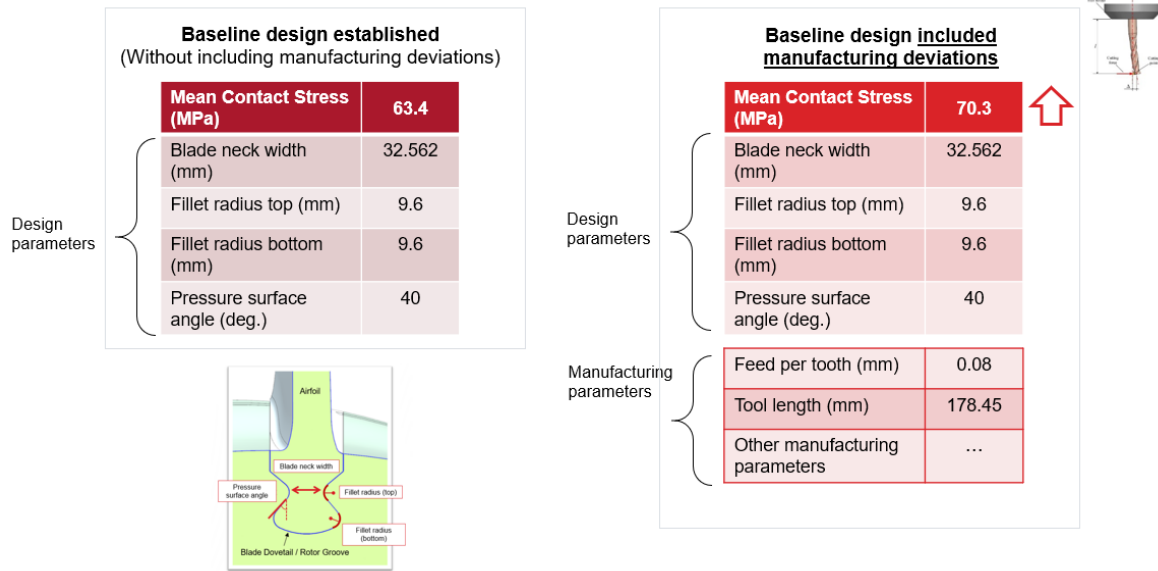 Baseline design established
(Without including manufacturing deviations)
Mean Contact Stress
(MPa)
63.4
Blade neck width
(mm)
32.562
Fillet radius top (mm)
9.6
Fillet radius bottom
(mm)
9.6
Pressure surface
angle (deg.)
40
Design
parameters
Airfoil
Blade neck width
Pressure
surface angle
Fillet radius (top)
Fillet radius
(bottom)
Blade Dovetail / Rotor Groove
Baseline design included
manufacturing deviations
Mean Contact Stress
(MPa)
70.3
Blade neck width
(mm)
32.562
Fillet radius top (mm)
9.6
Fillet radius bottom
(mm)
9.6
Pressure surface
angle (deg.)
40
Design
parameters
Manufacturing
parameters
Feed per tooth (mm)
0.08
Tool length (mm)
178.45
Other manufacturing
parameters
…